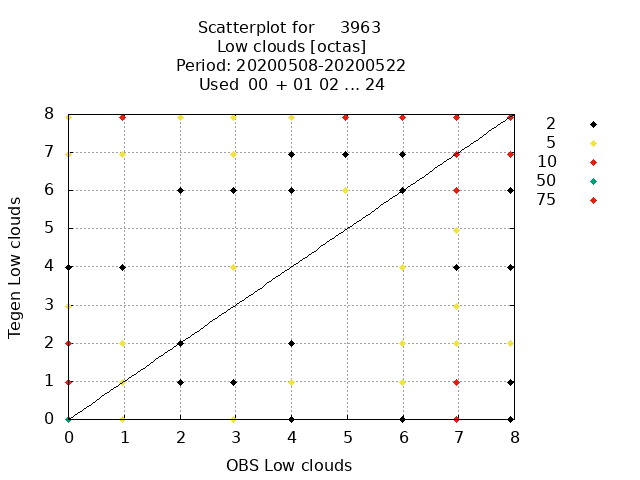 Scatterplot for 3963
Low clouds [octas]
Period: 20200508-20200522
Used 00 + 01 02 ... 24
8
7
6
5
4
3
2
1
0
Tegen Low clouds
0 1 2 3 4 5 6 7 8
OBS Low clouds
2
5
10
50
75